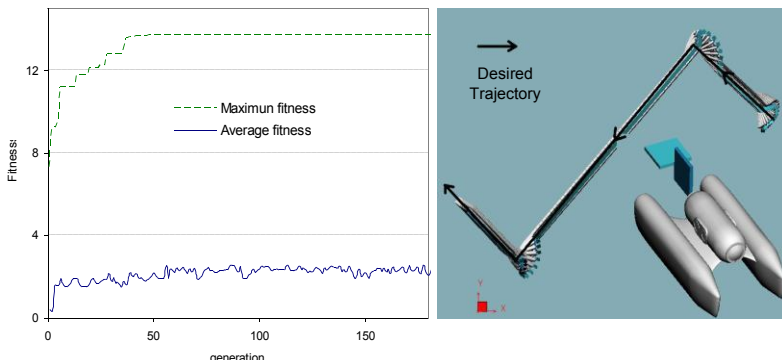 12
8
4
0
Fitness
0
50
100
150
generation
Maximun fitness
Average fitness
Desired
Trajectory
Y
X